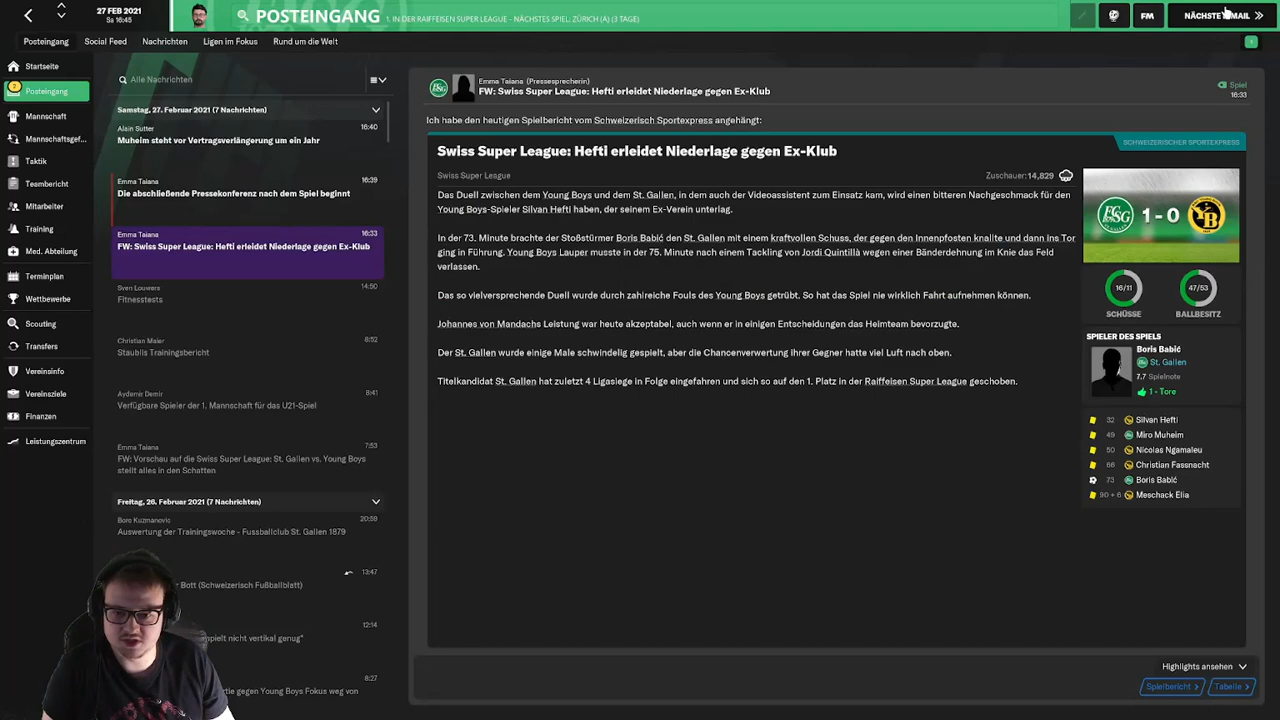 27 FEB 2021
Sa 16:45
POSTEINGANG
1. IN DER RAIFFEISEN SUPER LEAGUE - NÄCHSTES SPIEL: ZÜRICH (A) (3 TAGE)
FM
Posteingang
Social Feed
Nachrichten
Ligen im Fokus
Rund um die Welt
Startseite
Posteingang
Mannschaft
Mannschaftsgef...
Taktik
Teambericht
Mitarbeiter
Training
Med. Abteilung
Terminplan
Wettbewerbe
Scouting
Transfers
Vereinsinfo
Vereinsziele
Finanzen
Leistungszentrum
Alle Nachrichten
Samstag, 27. Februar 2021 (7 Nachrichten)
Alain Sutter 16:40
Muheim steht vor Vertragsverlängerung um ein Jahr
Emma Taiana 16:39
Die abschließende Pressekonferenz nach dem Spiel beginnt
Emma Taiana 16:33
FW: Swiss Super League: Hefti erleidet Niederlage gegen Ex-Klub
Sven Louwers 14:50
Fitnesstests
Christian Maier 8:52
Staublis Trainingsbericht
Aydemir Demir 8:41
Verfügbare Spieler der 1. Mannschaft für das U21-Spiel
Emma Taiana 7:53
FW: Vorschau auf die Swiss Super League: St. Gallen vs. Young Boys
stellt alles in den Schatten
Freitag, 26. Februar 2021 (7 Nachrichten)
Boro Kuzmanovic 20:59
Auswertung der Trainingswoche - Fussballclub St. Gallen 1879
13:47
Bott (Schweizerisch Fußballblatt)
12:14
spielt nicht vertikal genug"
8:27
gegen Young Boys Fokus weg von
Emma Taiana (Pressesprecherin)
FW: Swiss Super League: Hefti erleidet Niederlage gegen Ex-Klub
Spiel
16:33
Ich habe den heutigen Spielbericht vom Schweizerisch Sportexpress angehängt:
SCHWEIZERISCHER SPORTEXPRESS
Swiss Super League: Hefti erleidet Niederlage gegen Ex-Klub
Swiss Super League
Zuschauer: 14,829
Das Duell zwischen dem Young Boys und dem St. Gallen, in dem auch der Videoassistent zum Einsatz kam, wird einen bitteren Nachgeschmack für den
Young Boys-Spieler Silvan Hefti haben, der seinem Ex-Verein unterlag.
In der 73. Minute brachte der Stoßstürmer Boris Babić den St. Gallen mit einem kraftvollen Schuss, der gegen den Innenpfosten knallte und dann ins Tor
ging in Führung. Young Boys Lauper musste in der 75. Minute nach einem Tackling von Jordi Quintillà wegen einer Bänderdehnung im Knie das Feld
verlassen.
Das so vielversprechende Duell wurde durch zahlreiche Fouls des Young Boys getrübt. So hat das Spiel nie wirklich Fahrt aufnehmen können.
Johannes von Mandachs Leistung war heute akzeptabel, auch wenn er in einigen Entscheidungen das Heimteam bevorzugte.
Der St. Gallen wurde einige Male schwindelig gespielt, aber die Chancenverwertung ihrer Gegner hatte viel Luft nach oben.
Titelkandidat St. Gallen hat zuletzt 4 Ligasiege in Folge eingefahren und sich so auf den 1. Platz in der Raiffeisen Super League geschoben.
1 - 0
16/11
SCHÜSSE
47/53
BALLBESITZ
SPIELER DES SPIELS
Boris Babić
St. Gallen
7.7 Spielnote
1 - Tore
32 Silvan Hefti
49 Miro Muheim
50 Nicolas Ngamaleu
66 Christian Fassnacht
73 Boris Babić
90 + 6 Meschack Elia
Highlights ansehen
Spielbericht
Tabelle